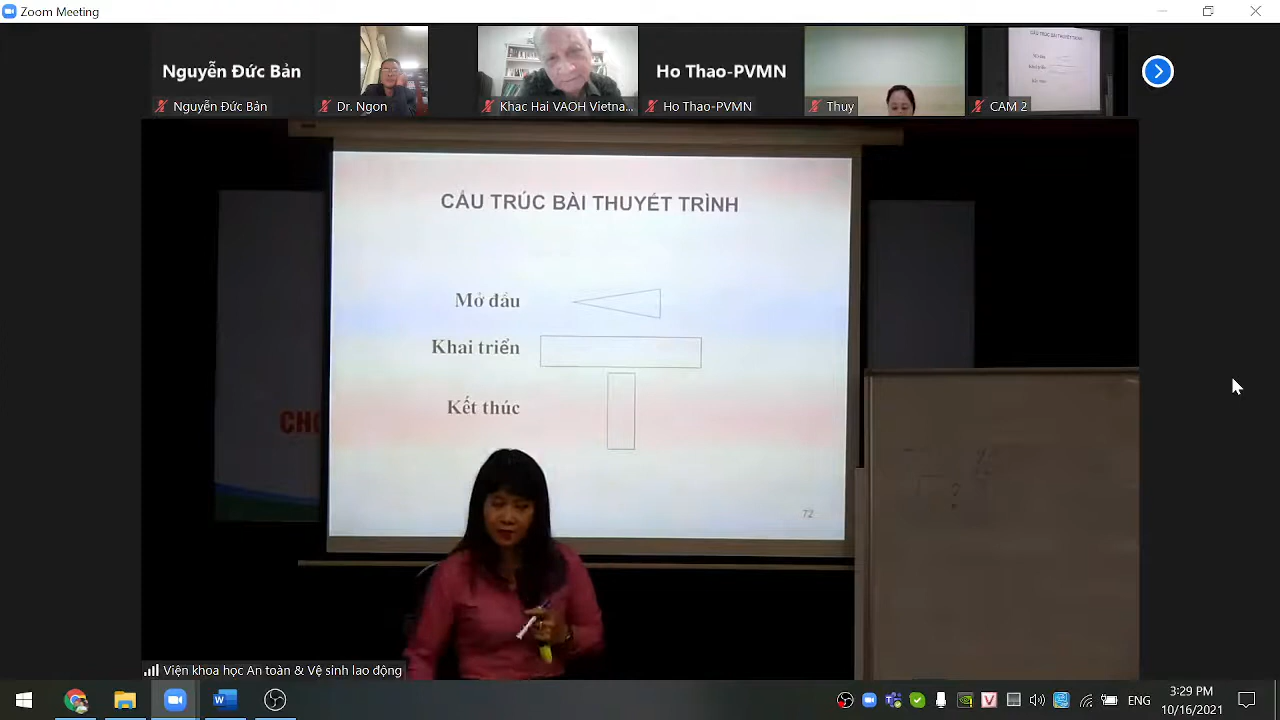 Zoom Meeting
Nguyễn Đức Bản
Ho Thao-PVMN
Nguyễn Đức Bản
Dr. Ngon
Khac Hai VAOH Vietna...
Ho Thao-PVMN
Thuy
CAM 2
CẤU TRÚC BÀI THUYẾT TRÌNH
Mở đầu
Khai triển
Kết thúc
CHO
72
Viện khoa học An toàn & Vệ sinh lao động
ENG
3:29 PM
10/16/2021